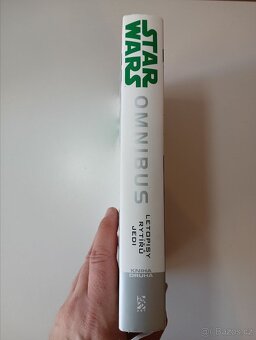 STAR
WARS
OMNIBUS
LETOPISY
RYTÍŘŮ
JEDI
KNIHA
DRUHÁ